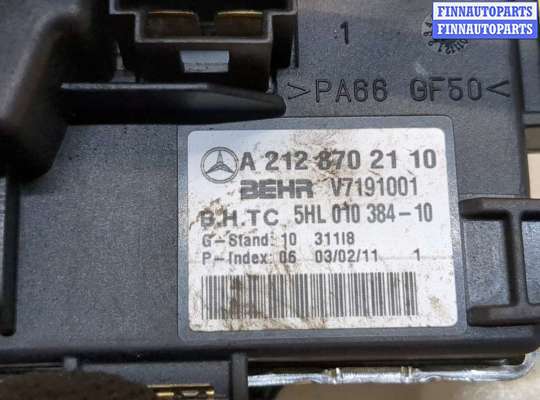 FINNAUTOPARTS
FINNAUTOPARTS
1
>PA66 GF50<
A 212 870 21 10
BEHR V7191001
B.H.TC 5HL 010 384-10
G-Stand: 10 311I8
P-Index: 06 03/02/11 1